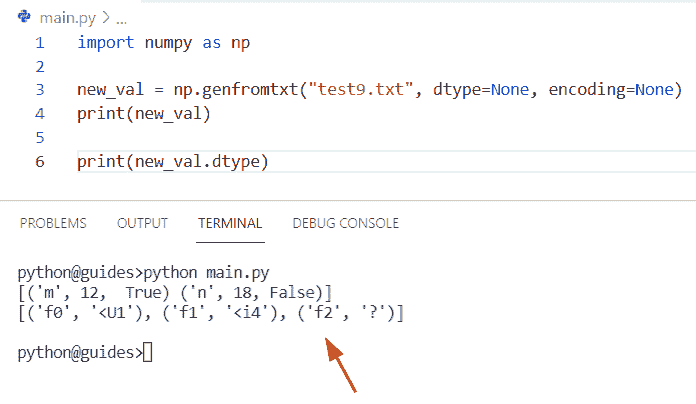 main.py > ...
1 import numpy as np
2
3 new_val = np.genfromtxt("test9.txt", dtype=None, encoding=None)
4 print(new_val)
5
6 print(new_val.dtype)
PROBLEMS OUTPUT TERMINAL DEBUG CONSOLE
python@guides>python main.py
[('m', 12,  True) ('n', 18, False)]
[('f0', '<U1'), ('f1', '<i4'), ('f2', '?')]
python@guides>